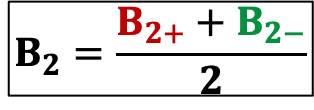 B₂ = (B₂₊ + B₂₋) / 2